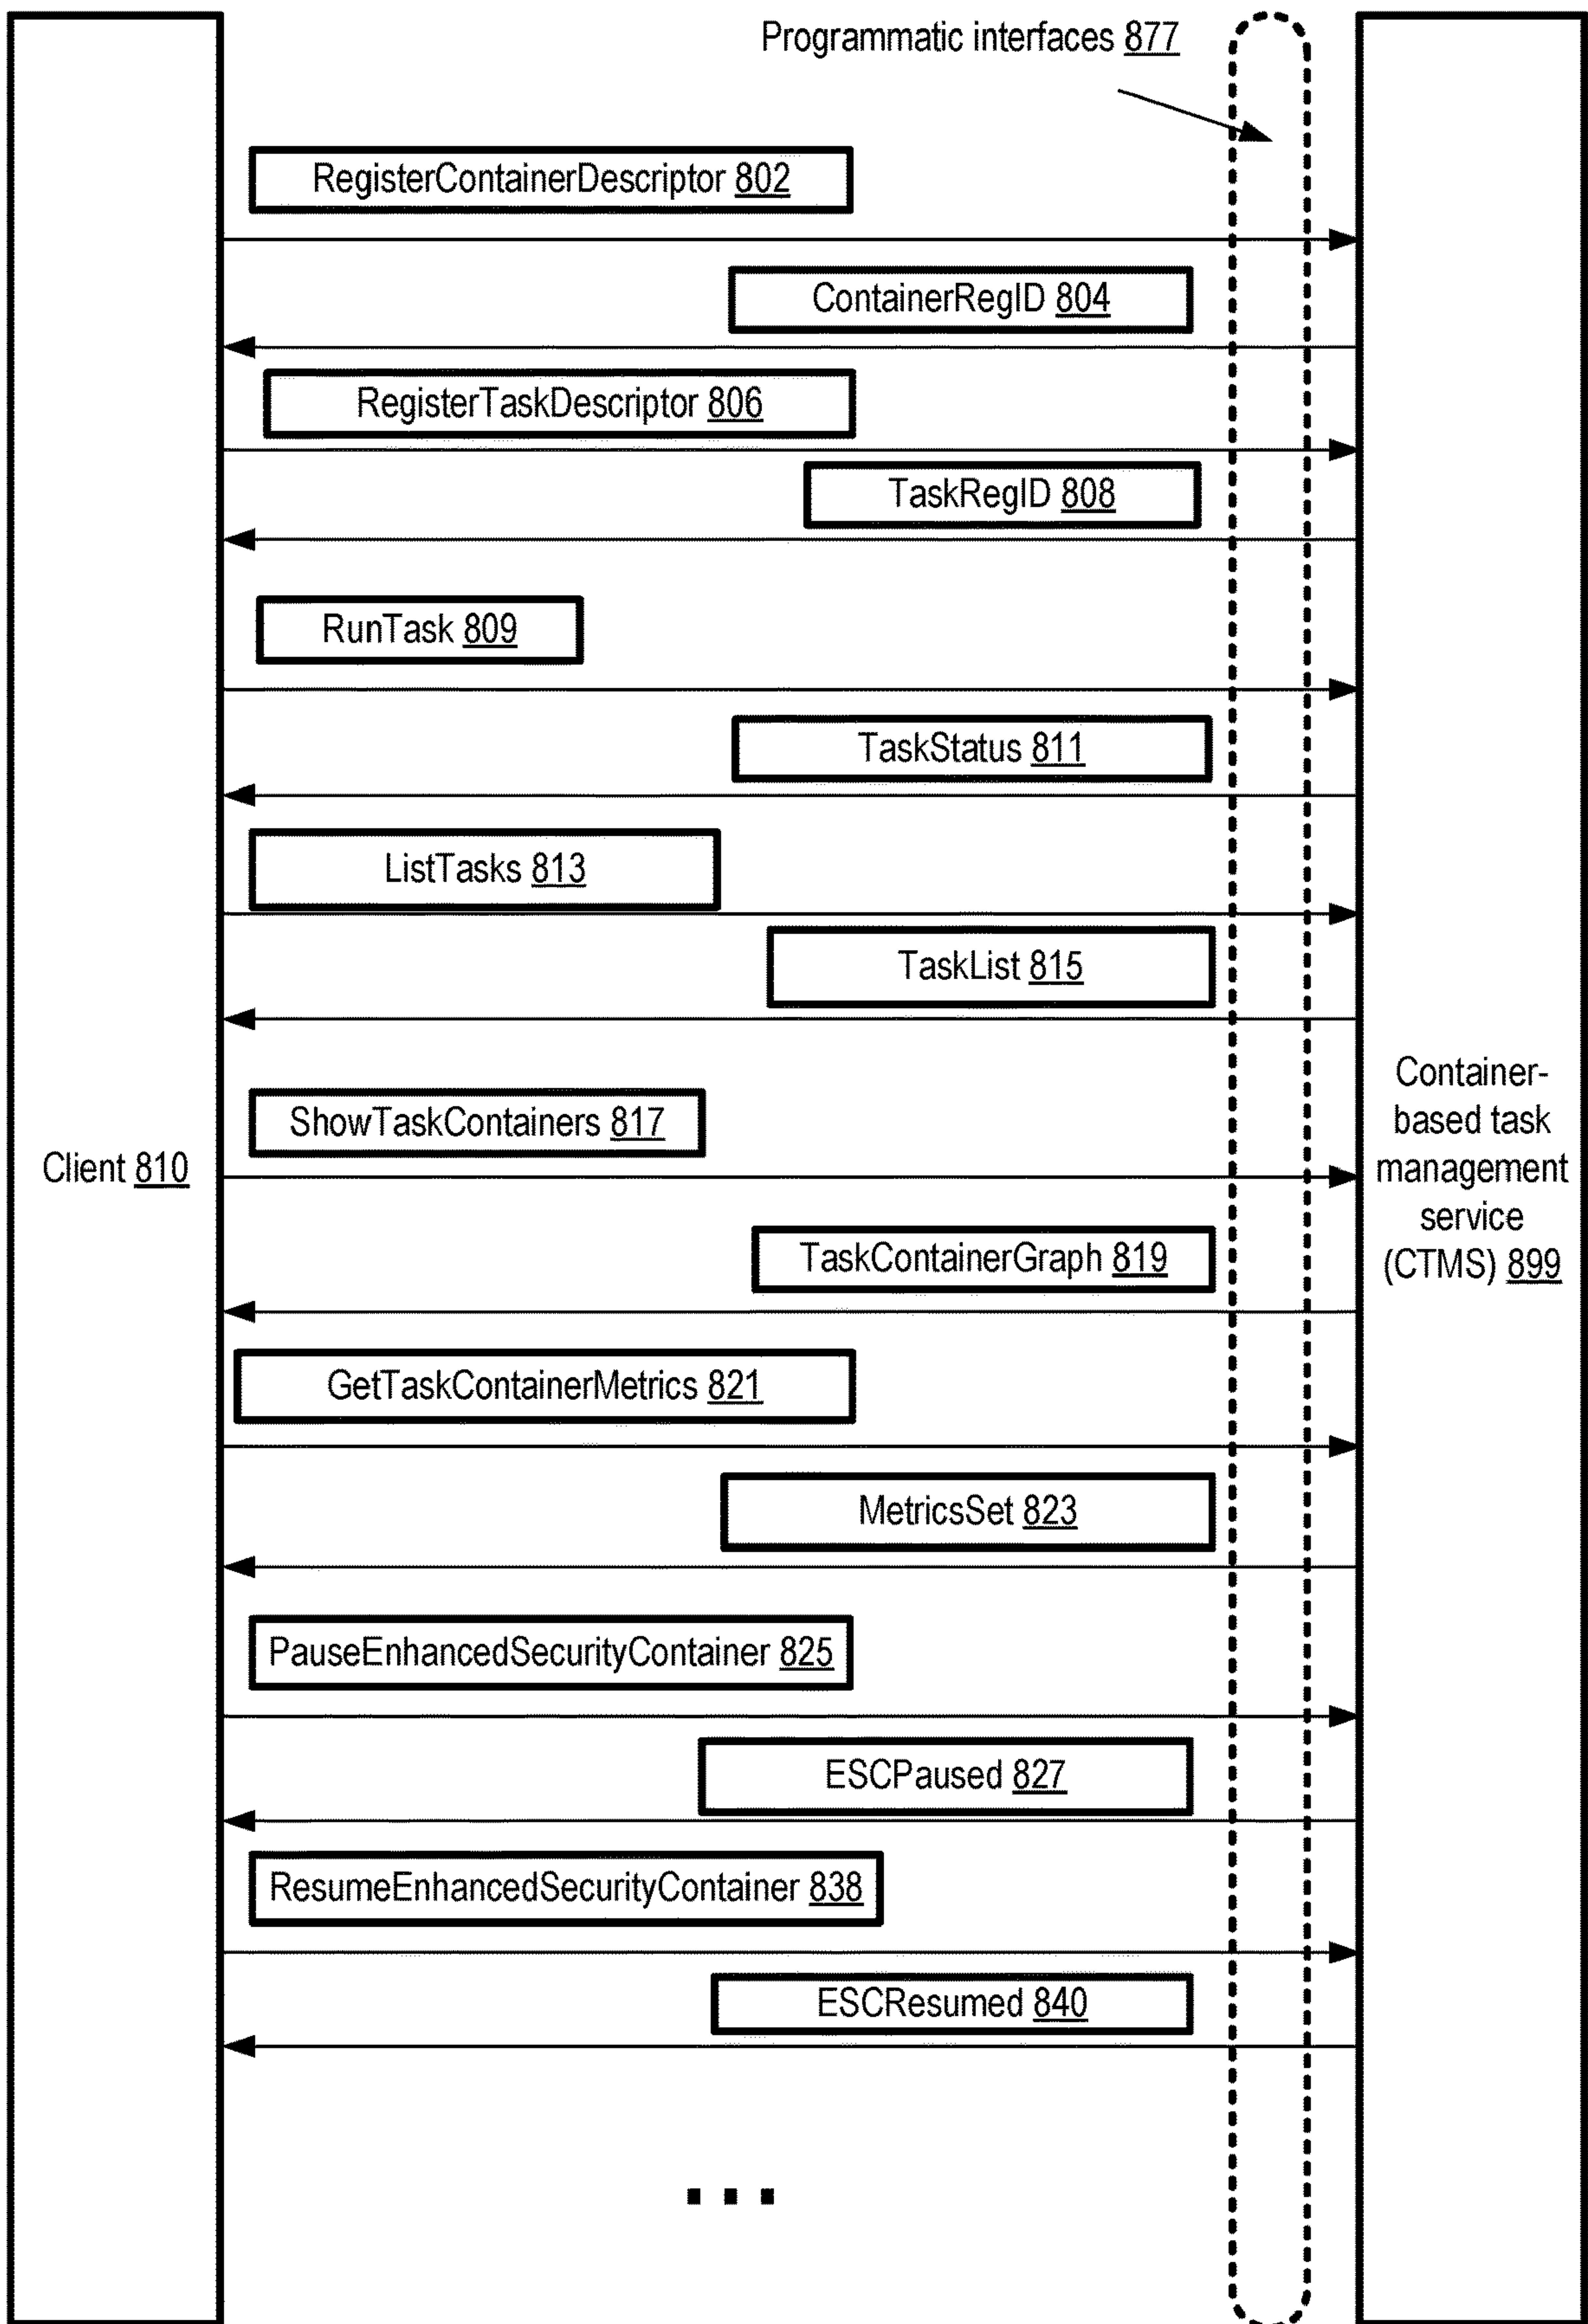 Programmatic interfaces 877
RegisterContainerDescriptor 802
ContainerRegID 804
RegisterTaskDescriptor 806
TaskRegID 808
RunTask 809
TaskStatus 811
ListTasks 813
TaskList 815
ShowTaskContainers 817
Client 810
Container-
based task
management
service
(CTMS) 899
TaskContainerGraph 819
GetTaskContainerMetrics 821
MetricsSet 823
PauseEnhancedSecurityContainer 825
ESCPaused 827
ResumeEnhancedSecurityContainer 838
ESCResumed 840
...